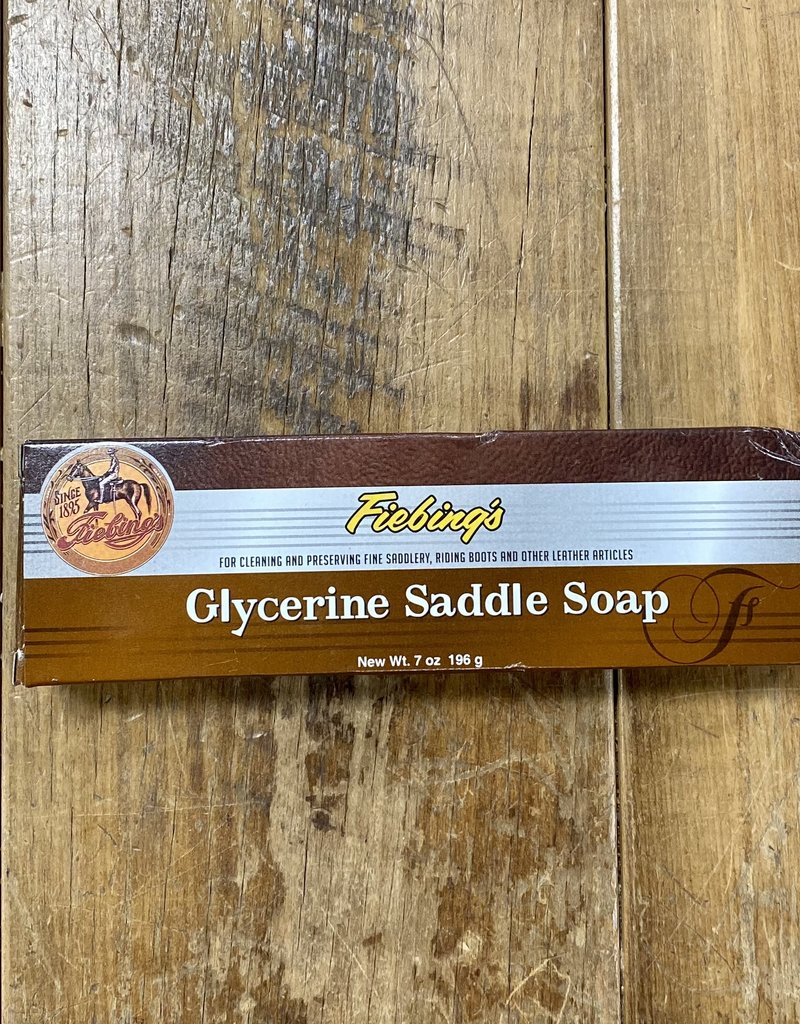 SINCE
1895
Fiebing's
Fiebing's
FOR CLEANING AND PRESERVING FINE SADDLERY, RIDING BOOTS AND OTHER LEATHER ARTICLES
Glycerine Saddle Soap
New Wt. 7 oz 196 g